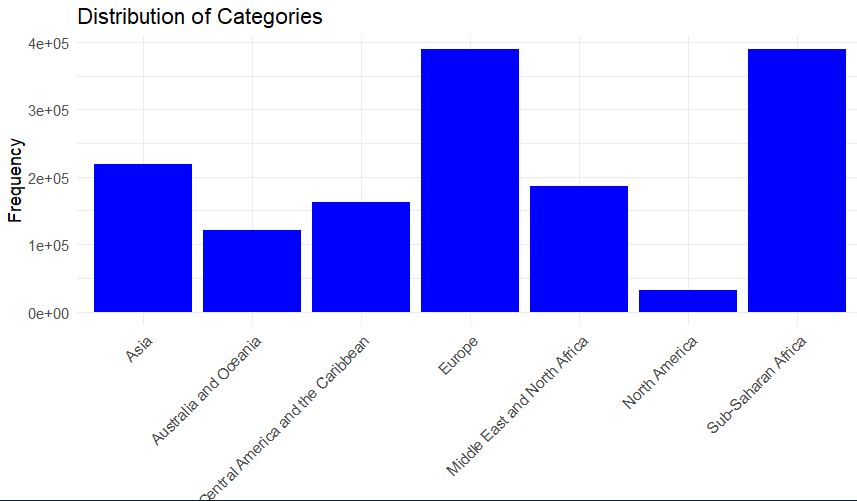 Distribution of Categories
Frequency
4e+05
3e+05
2e+05
1e+05
0e+00
Asia
Australia and Oceania
Central America and the Caribbean
Europe
Middle East and North Africa
North America
Sub-Saharan Africa